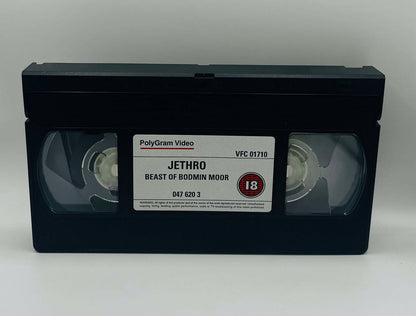 PolyGram Video
VFC 01710
JETHRO
BEAST OF BODMIN MOOR
047 620 3
18